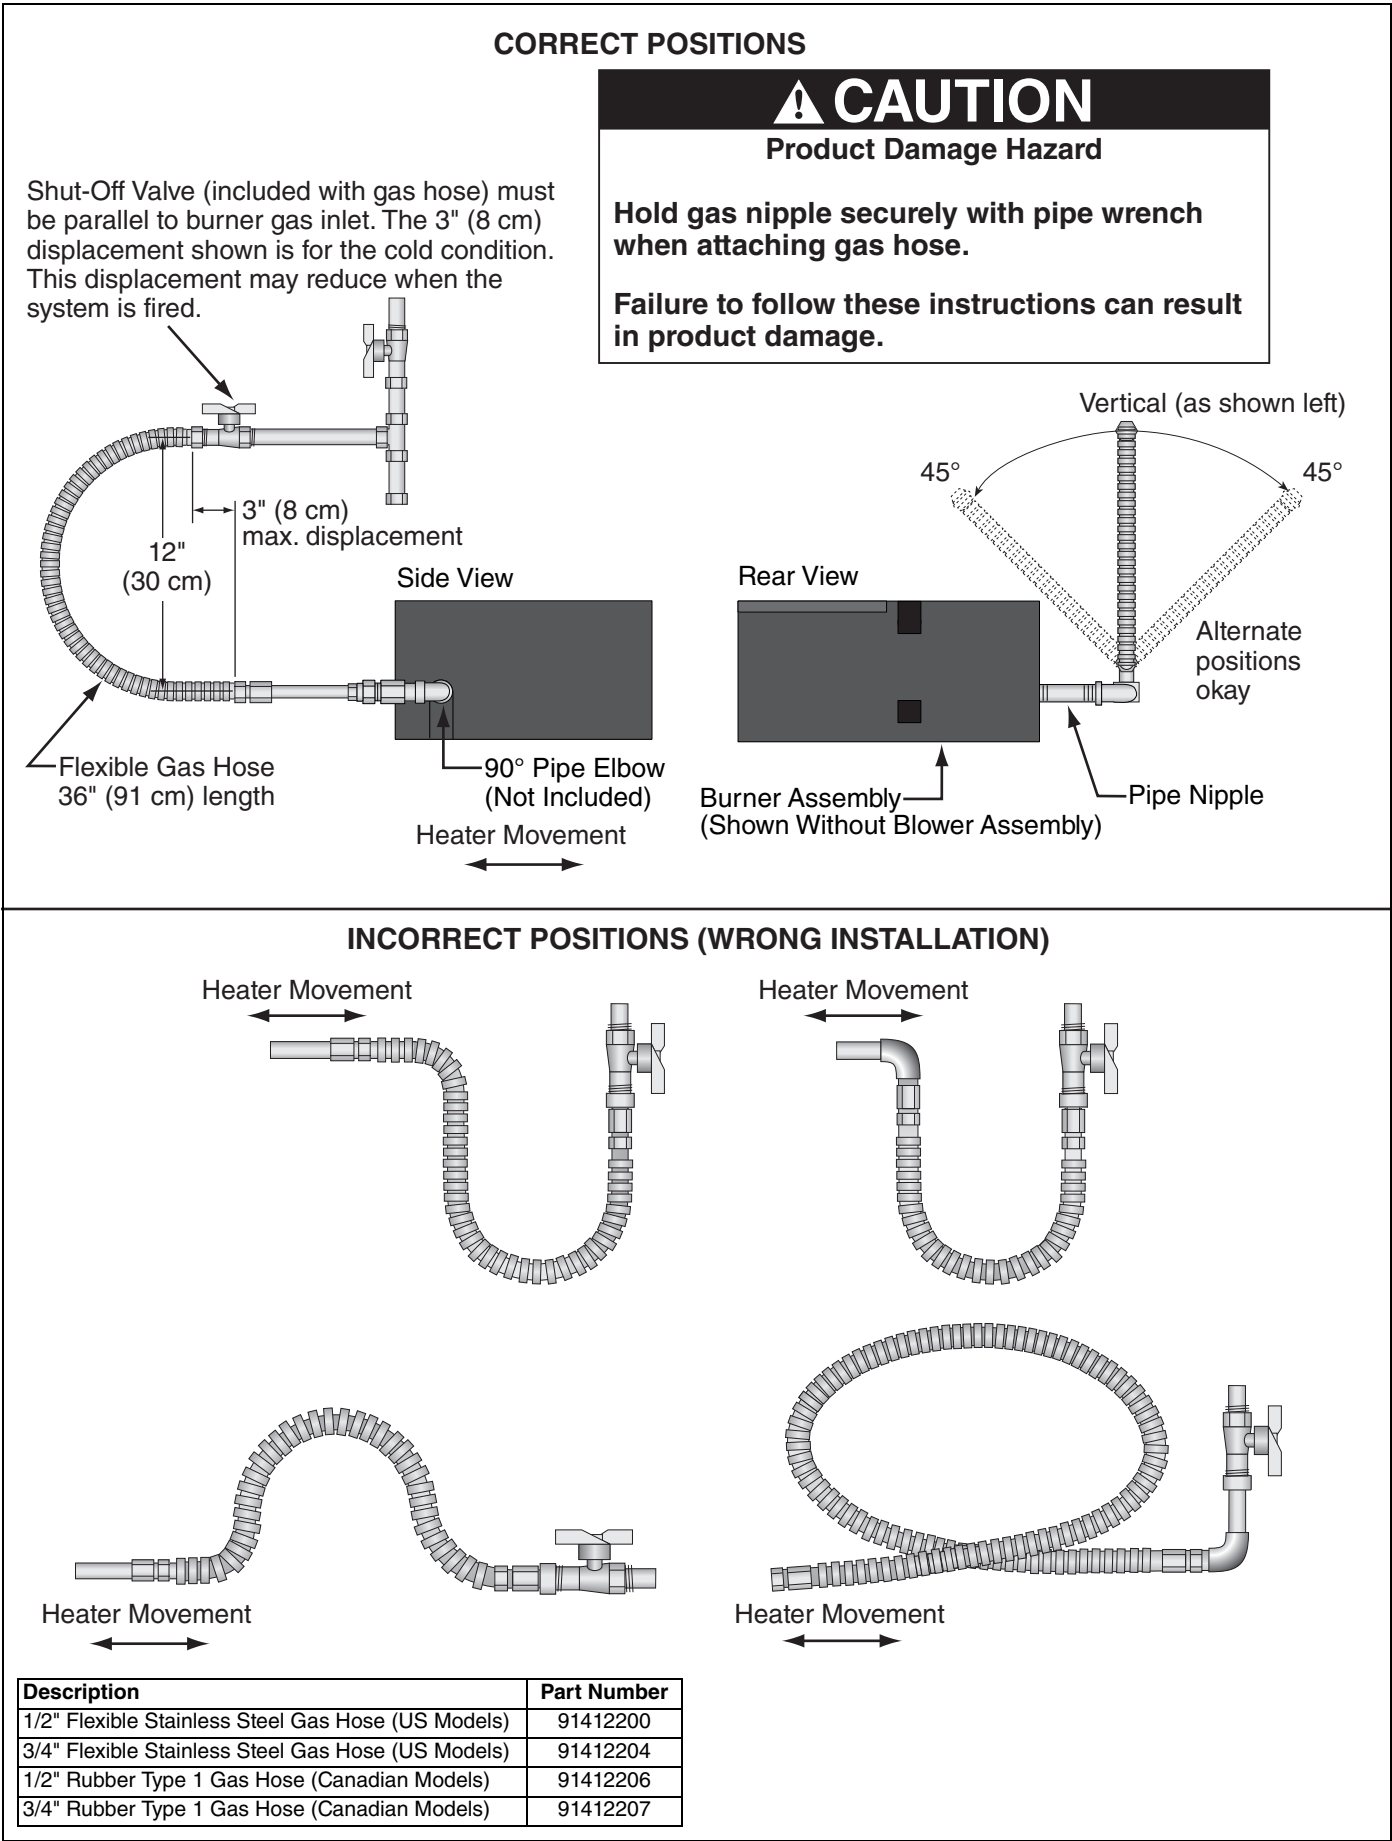 CORRECT POSITIONS
CAUTION
Product Damage Hazard
Hold gas nipple securely with pipe wrench
when attaching gas hose.
Failure to follow these instructions can result
in product damage.
Shut-Off Valve (included with gas hose) must
be parallel to burner gas inlet. The 3" (8 cm)
displacement shown is for the cold condition.
This displacement may reduce when the
system is fired.
3" (8 cm)
max. displacement
12"
(30 cm)
Side View
Flexible Gas Hose
36" (91 cm) length
90° Pipe Elbow
(Not Included)
Heater Movement
Vertical (as shown left)
45°
45°
Rear View
Alternate
positions
okay
Burner Assembly
(Shown Without Blower Assembly)
Pipe Nipple
INCORRECT POSITIONS (WRONG INSTALLATION)
Heater Movement
Heater Movement
Heater Movement
Heater Movement
Description Part Number
1/2" Flexible Stainless Steel Gas Hose (US Models) 91412200
3/4" Flexible Stainless Steel Gas Hose (US Models) 91412204
1/2" Rubber Type 1 Gas Hose (Canadian Models) 91412206
3/4" Rubber Type 1 Gas Hose (Canadian Models) 91412207